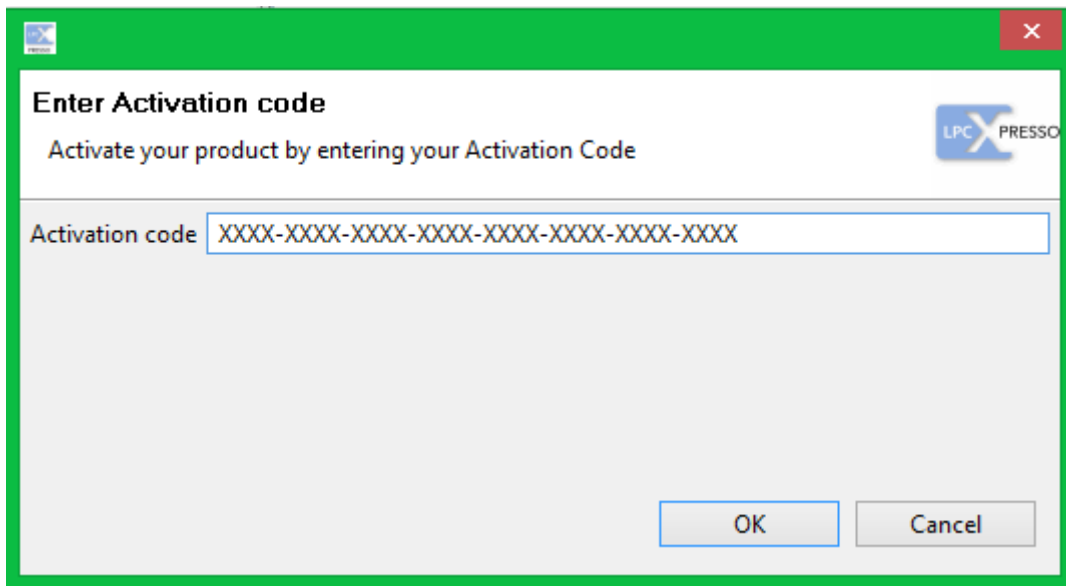 Enter Activation code
LPC XPRESSO
Activate your product by entering your Activation Code
Activation code XXXX-XXXX-XXXX-XXXX-XXXX-XXXX-XXXX-XXXX
OK Cancel